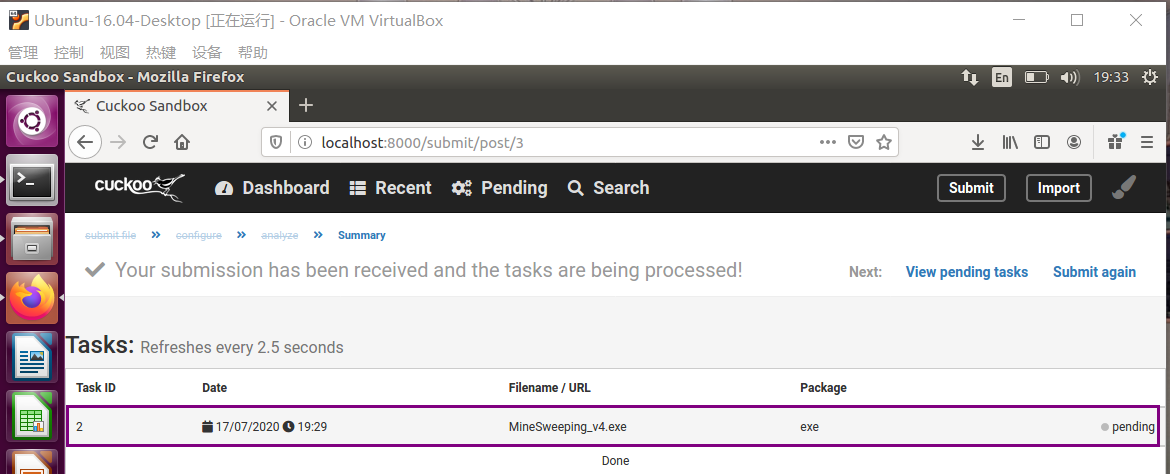 Ubuntu-16.04-Desktop [正在运行] - Oracle VM VirtualBox
管理 控制 视图 热键 设备 帮助
Cuckoo Sandbox - Mozilla Firefox En 19:33
Cuckoo Sandbox
localhost:8000/submit/post/3
cuckoo Dashboard Recent Pending Search Submit Import
submit file » configure » analyze » Summary
Your submission has been received and the tasks are being processed! Next: View pending tasks Submit again
Tasks: Refreshes every 2.5 seconds
Task ID Date Filename / URL Package
2 17/07/2020 19:29 MineSweeping_v4.exe exe pending
Done